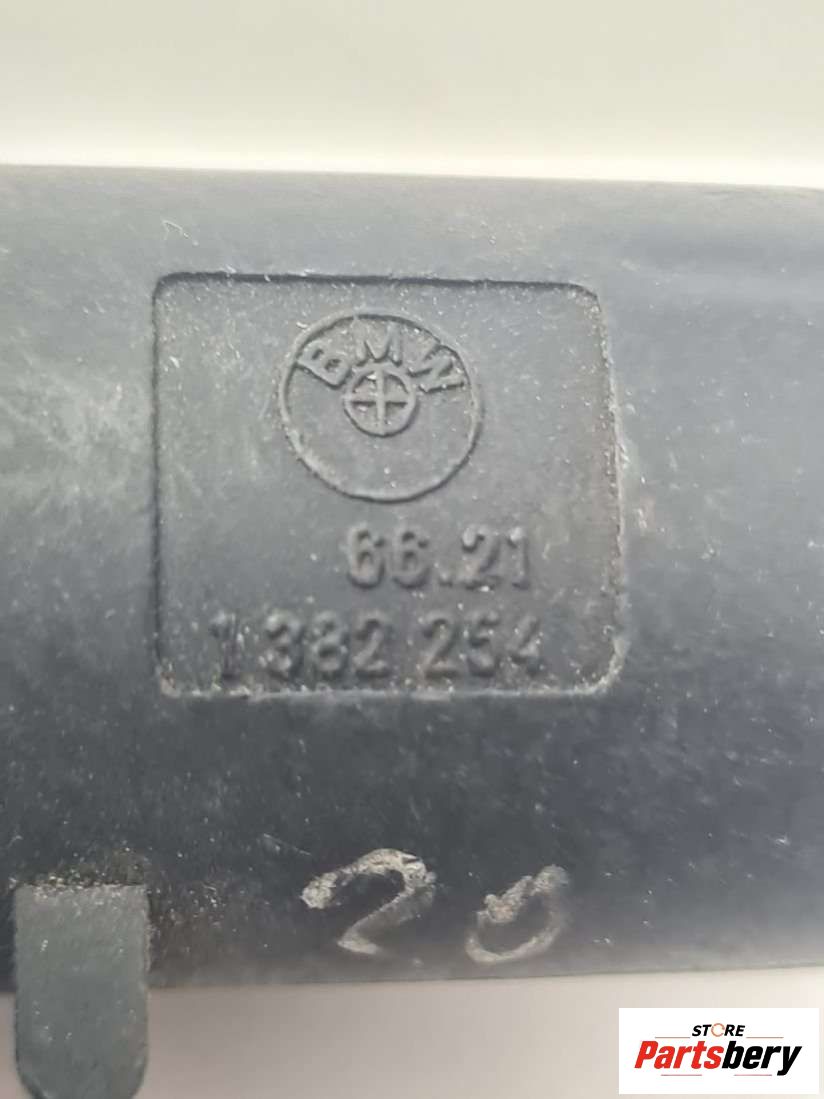 BMW
66.21
1 382 254
20
STORE
Partsbery